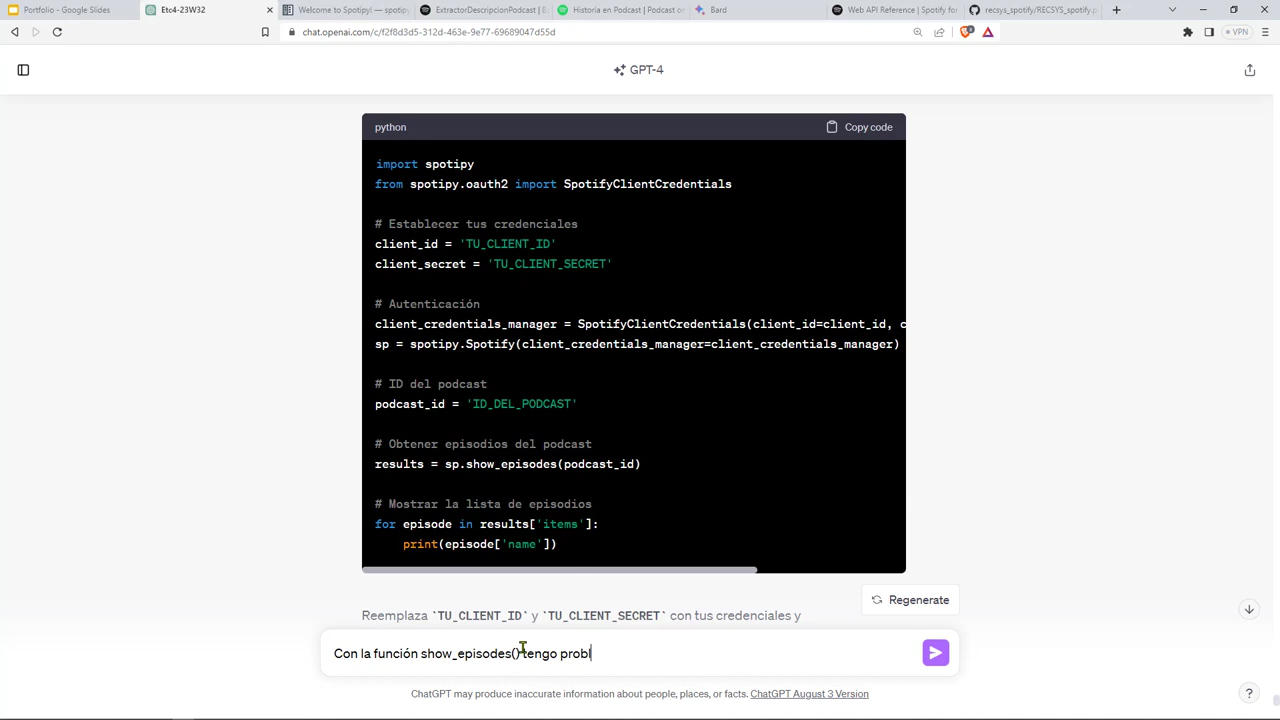 Portfolio - Google Slides
Etc4-23W32
Welcome to Spotipy! — spotipy
ExtractorDescripcionPodcast | B
Historia en Podcast | Podcast on
Bard
Web API Reference | Spotify for
recsys_spotify/RECSYS_spotify.p
chat.openai.com/c/f2f8d3d5-312d-463e-9e77-69689047d55d
VPN
GPT-4
python
Copy code
import spotipy
from spotipy.oauth2 import SpotifyClientCredentials
# Establecer tus credenciales
client_id = 'TU_CLIENT_ID'
client_secret = 'TU_CLIENT_SECRET'
# Autenticación
client_credentials_manager = SpotifyClientCredentials(client_id=client_id, c
sp = spotipy.Spotify(client_credentials_manager=client_credentials_manager)
# ID del podcast
podcast_id = 'ID_DEL_PODCAST'
# Obtener episodios del podcast
results = sp.show_episodes(podcast_id)
# Mostrar la lista de episodios
for episode in results['items']:
print(episode['name'])
Regenerate
Reemplaza `TU_CLIENT_ID` y `TU_CLIENT_SECRET` con tus credenciales y
Con la función show_episodes() tengo probl
ChatGPT may produce inaccurate information about people, places, or facts. ChatGPT August 3 Version
?